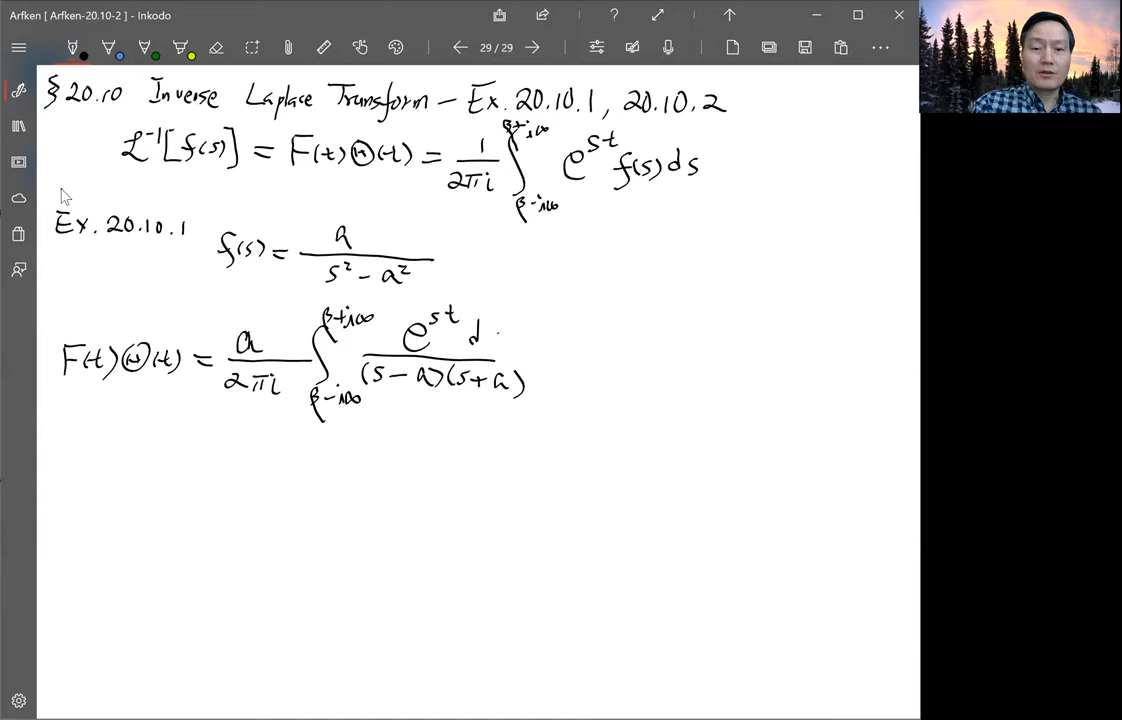 Arfken [ Arfken-20.10-2 ] - Inkodo
29 / 29
§ 20.10 Inverse Laplace Transform - Ex. 20.10.1, 20.10.2
ℒ⁻¹[f(s)] = F(t)Θ(t) = 1/2πi ∫_{β-i∞}^{β+i∞} e^{st} f(s) ds
Ex. 20.10.1
f(s) = a / s² - a²
F(t)Θ(t) = a/2πi ∫_{β-i∞}^{β+i∞} e^{st} d / (s-a)(s+a)